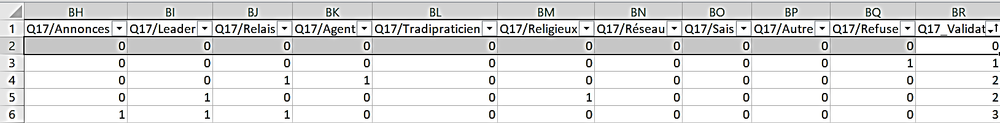 BH BI BJ BK BL BM BN BO BP BQ BR
1 Q17/Annonces Q17/Leader Q17/Relais Q17/Agent Q17/Tradipraticien Q17/Religieux Q17/Réseau Q17/Sais Q17/Autre Q17/Refuse Q17_Validat
2 0 0 0 0 0 0 0 0 0 0 0
3 0 0 0 0 0 0 0 0 0 1 1
4 0 0 1 1 0 0 0 0 0 0 2
5 0 1 0 0 0 1 0 0 0 0 2
6 1 1 1 0 0 0 0 0 0 0 3